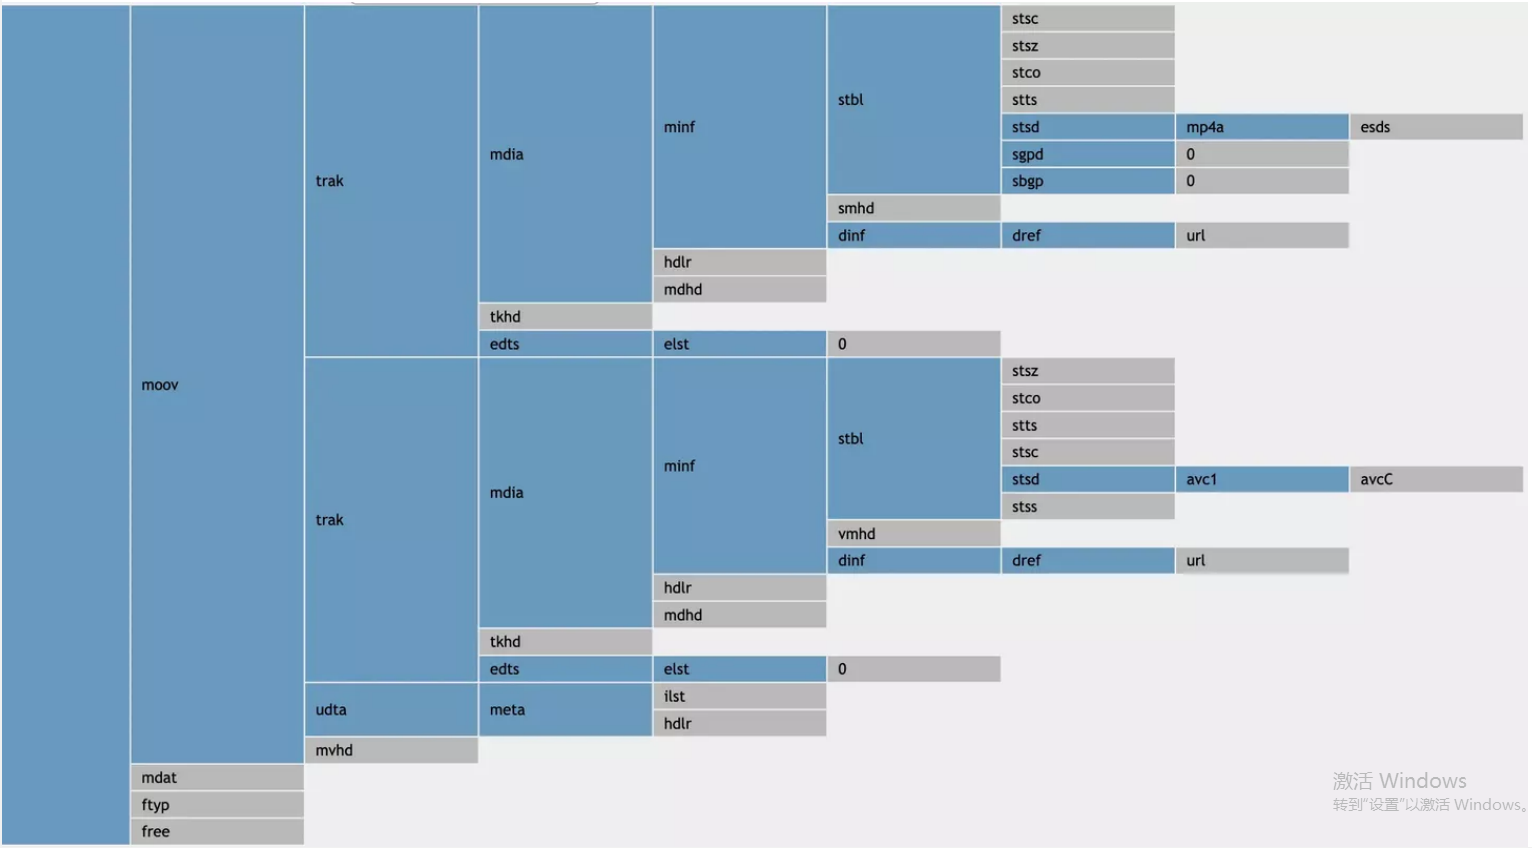 stsc
stsz
stco
stts
stbl
minf
stsd
mp4a
esds
mdia
sgpd
0
trak
sbgp
0
smhd
dinf
dref
url
hdlr
mdhd
tkhd
edts
elst
0
stsz
moov
stco
stts
stbl
stsc
minf
stsd
avc1
avcC
mdia
stss
trak
vmhd
dinf
dref
url
hdlr
mdhd
tkhd
edts
elst
0
ilst
udta
meta
hdlr
mvhd
mdat
ftyp
free
激活 Windows
转到“设置”以激活 Windows。